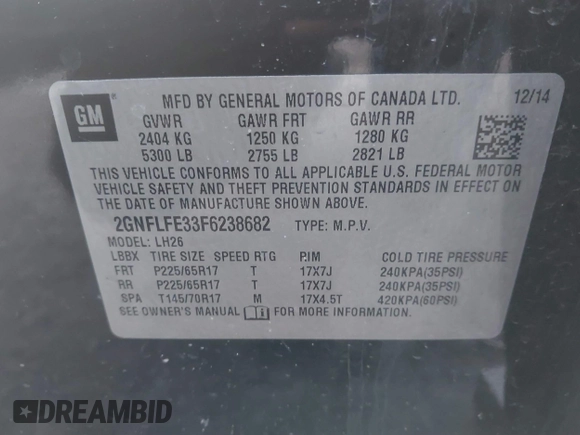 GM
MFD BY GENERAL MOTORS OF CANADA LTD. 12/14
GVWR GAWR FRT GAWR RR
2404 KG 1250 KG 1280 KG
5300 LB 2755 LB 2821 LB
THIS VEHICLE CONFORMS TO ALL APPLICABLE U.S. FEDERAL MOTOR
VEHICLE SAFETY AND THEFT PREVENTION STANDARDS IN EFFECT ON
THE DATE OF MANUFACTURE SHOWN ABOVE.
2GNFLFE33F6238682 TYPE: M.P.V.
MODEL: LH26
LBBX TIRE SIZE SPEED RTG RIM COLD TIRE PRESSURE
FRT P225/65R17 T 17X7J 240KPA(35PSI)
RR P225/65R17 T 17X7J 240KPA(35PSI)
SPA T145/70R17 M 17X4.5T 420KPA(60PSI)
SEE OWNER'S MANUAL FOR MORE INFORMATION.
DREAMBID